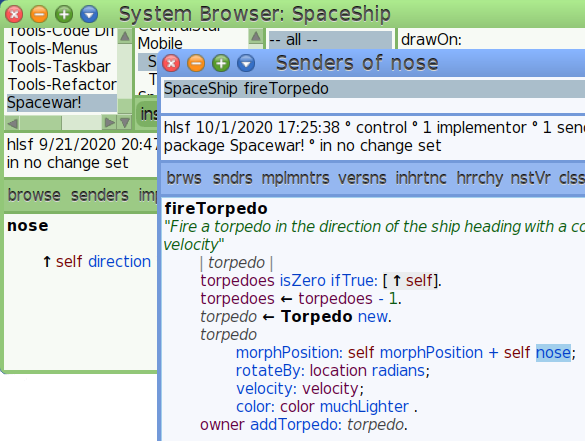 System Browser: SpaceShip
Tools-Code Dif
Tools-Menus
Tools-Taskbar
Tools-Refactor
Spacewar!
CentralStar
Mobile
S
T
-- all --
drawOn:
ins
hlsf 9/21/2020 20:47
in no change set
browse senders imp
nose
↑ self direction
Senders of nose
SpaceShip fireTorpedo
hlsf 10/1/2020 17:25:38 ° control ° 1 implementor ° 1 send
package Spacewar! ° in no change set
brws sndrs mplmntrs versns inhrtnc hrrchy nstVr clss
fireTorpedo
"Fire a torpedo in the direction of the ship heading with a co
velocity"
| torpedo |
torpedoes isZero ifTrue: [ ↑ self].
torpedoes ← torpedoes - 1.
torpedo ← Torpedo new.
torpedo
morphPosition: self morphPosition + self nose;
rotateBy: location radians;
velocity: velocity;
color: color muchLighter .
owner addTorpedo: torpedo.